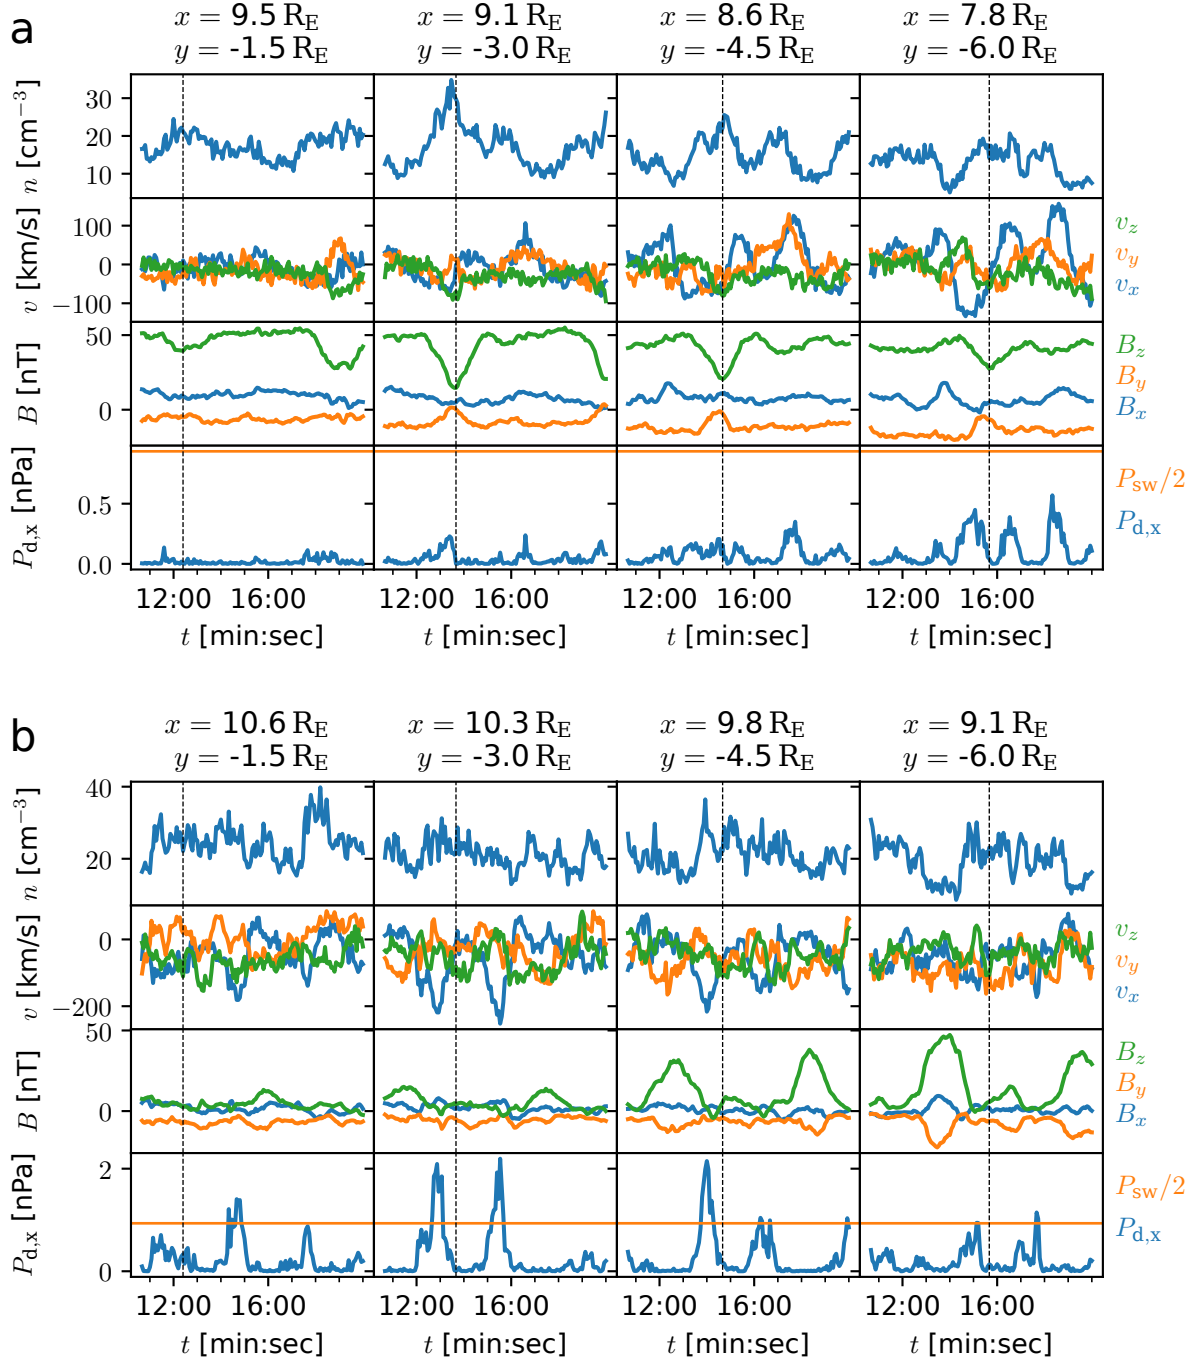 a
x = 9.5 R_E x = 9.1 R_E x = 8.6 R_E x = 7.8 R_E
y = -1.5 R_E y = -3.0 R_E y = -4.5 R_E y = -6.0 R_E
n [cm⁻³]
30
20
10
v [km/s]
100
0
−100
v_z
v_y
v_x
B [nT]
50
0
B_z
B_y
B_x
P_d,x [nPa]
0.5
0.0
P_sw/2
P_d,x
12:00 16:00 12:00 16:00 12:00 16:00 12:00 16:00
t [min:sec] t [min:sec] t [min:sec] t [min:sec]
b
x = 10.6 R_E x = 10.3 R_E x = 9.8 R_E x = 9.1 R_E
y = -1.5 R_E y = -3.0 R_E y = -4.5 R_E y = -6.0 R_E
n [cm⁻³]
40
20
v [km/s]
0
−200
v_z
v_y
v_x
B [nT]
50
0
B_z
B_y
B_x
P_d,x [nPa]
2
0
P_sw/2
P_d,x
12:00 16:00 12:00 16:00 12:00 16:00 12:00 16:00
t [min:sec] t [min:sec] t [min:sec] t [min:sec]